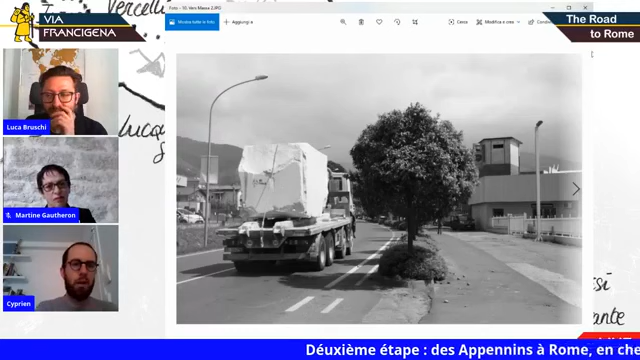 VIA
FRANCIGENA
Vercelli
Foto - 10. Vers Massa 2.JPG
Mostra tutte le foto
Aggiungi a
Cerca
Modifica e crea
The Road
to Rome
Luca Bruschi
Martine Gautheron
Cyprien
Déuxième étape : des Appennins à Rome, en che